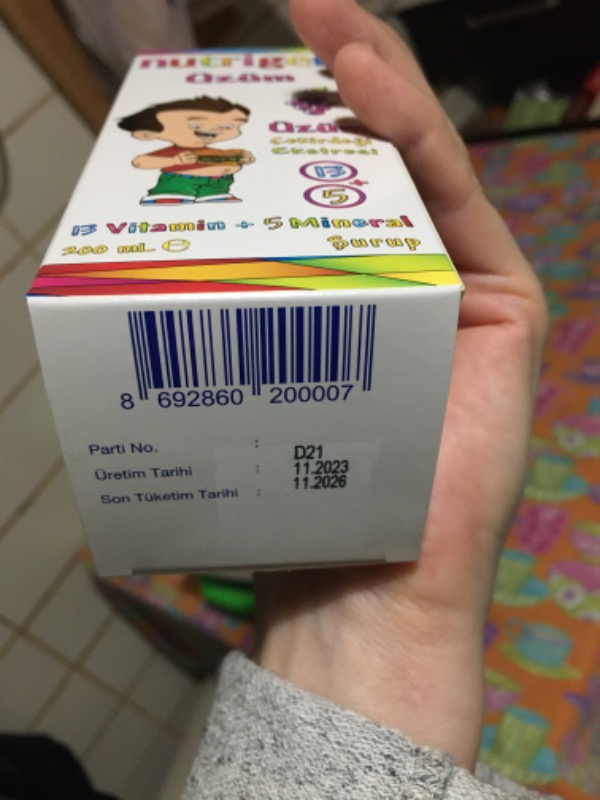 üzüm
Çekirdeği
Ekstresi
13
+
5
13 Vitamin + 5 Mineral
200 mL e
Şurup
8 692860 200007
Parti No. : D21
Üretim Tarihi : 11.2023
Son Tüketim Tarihi : 11.2026